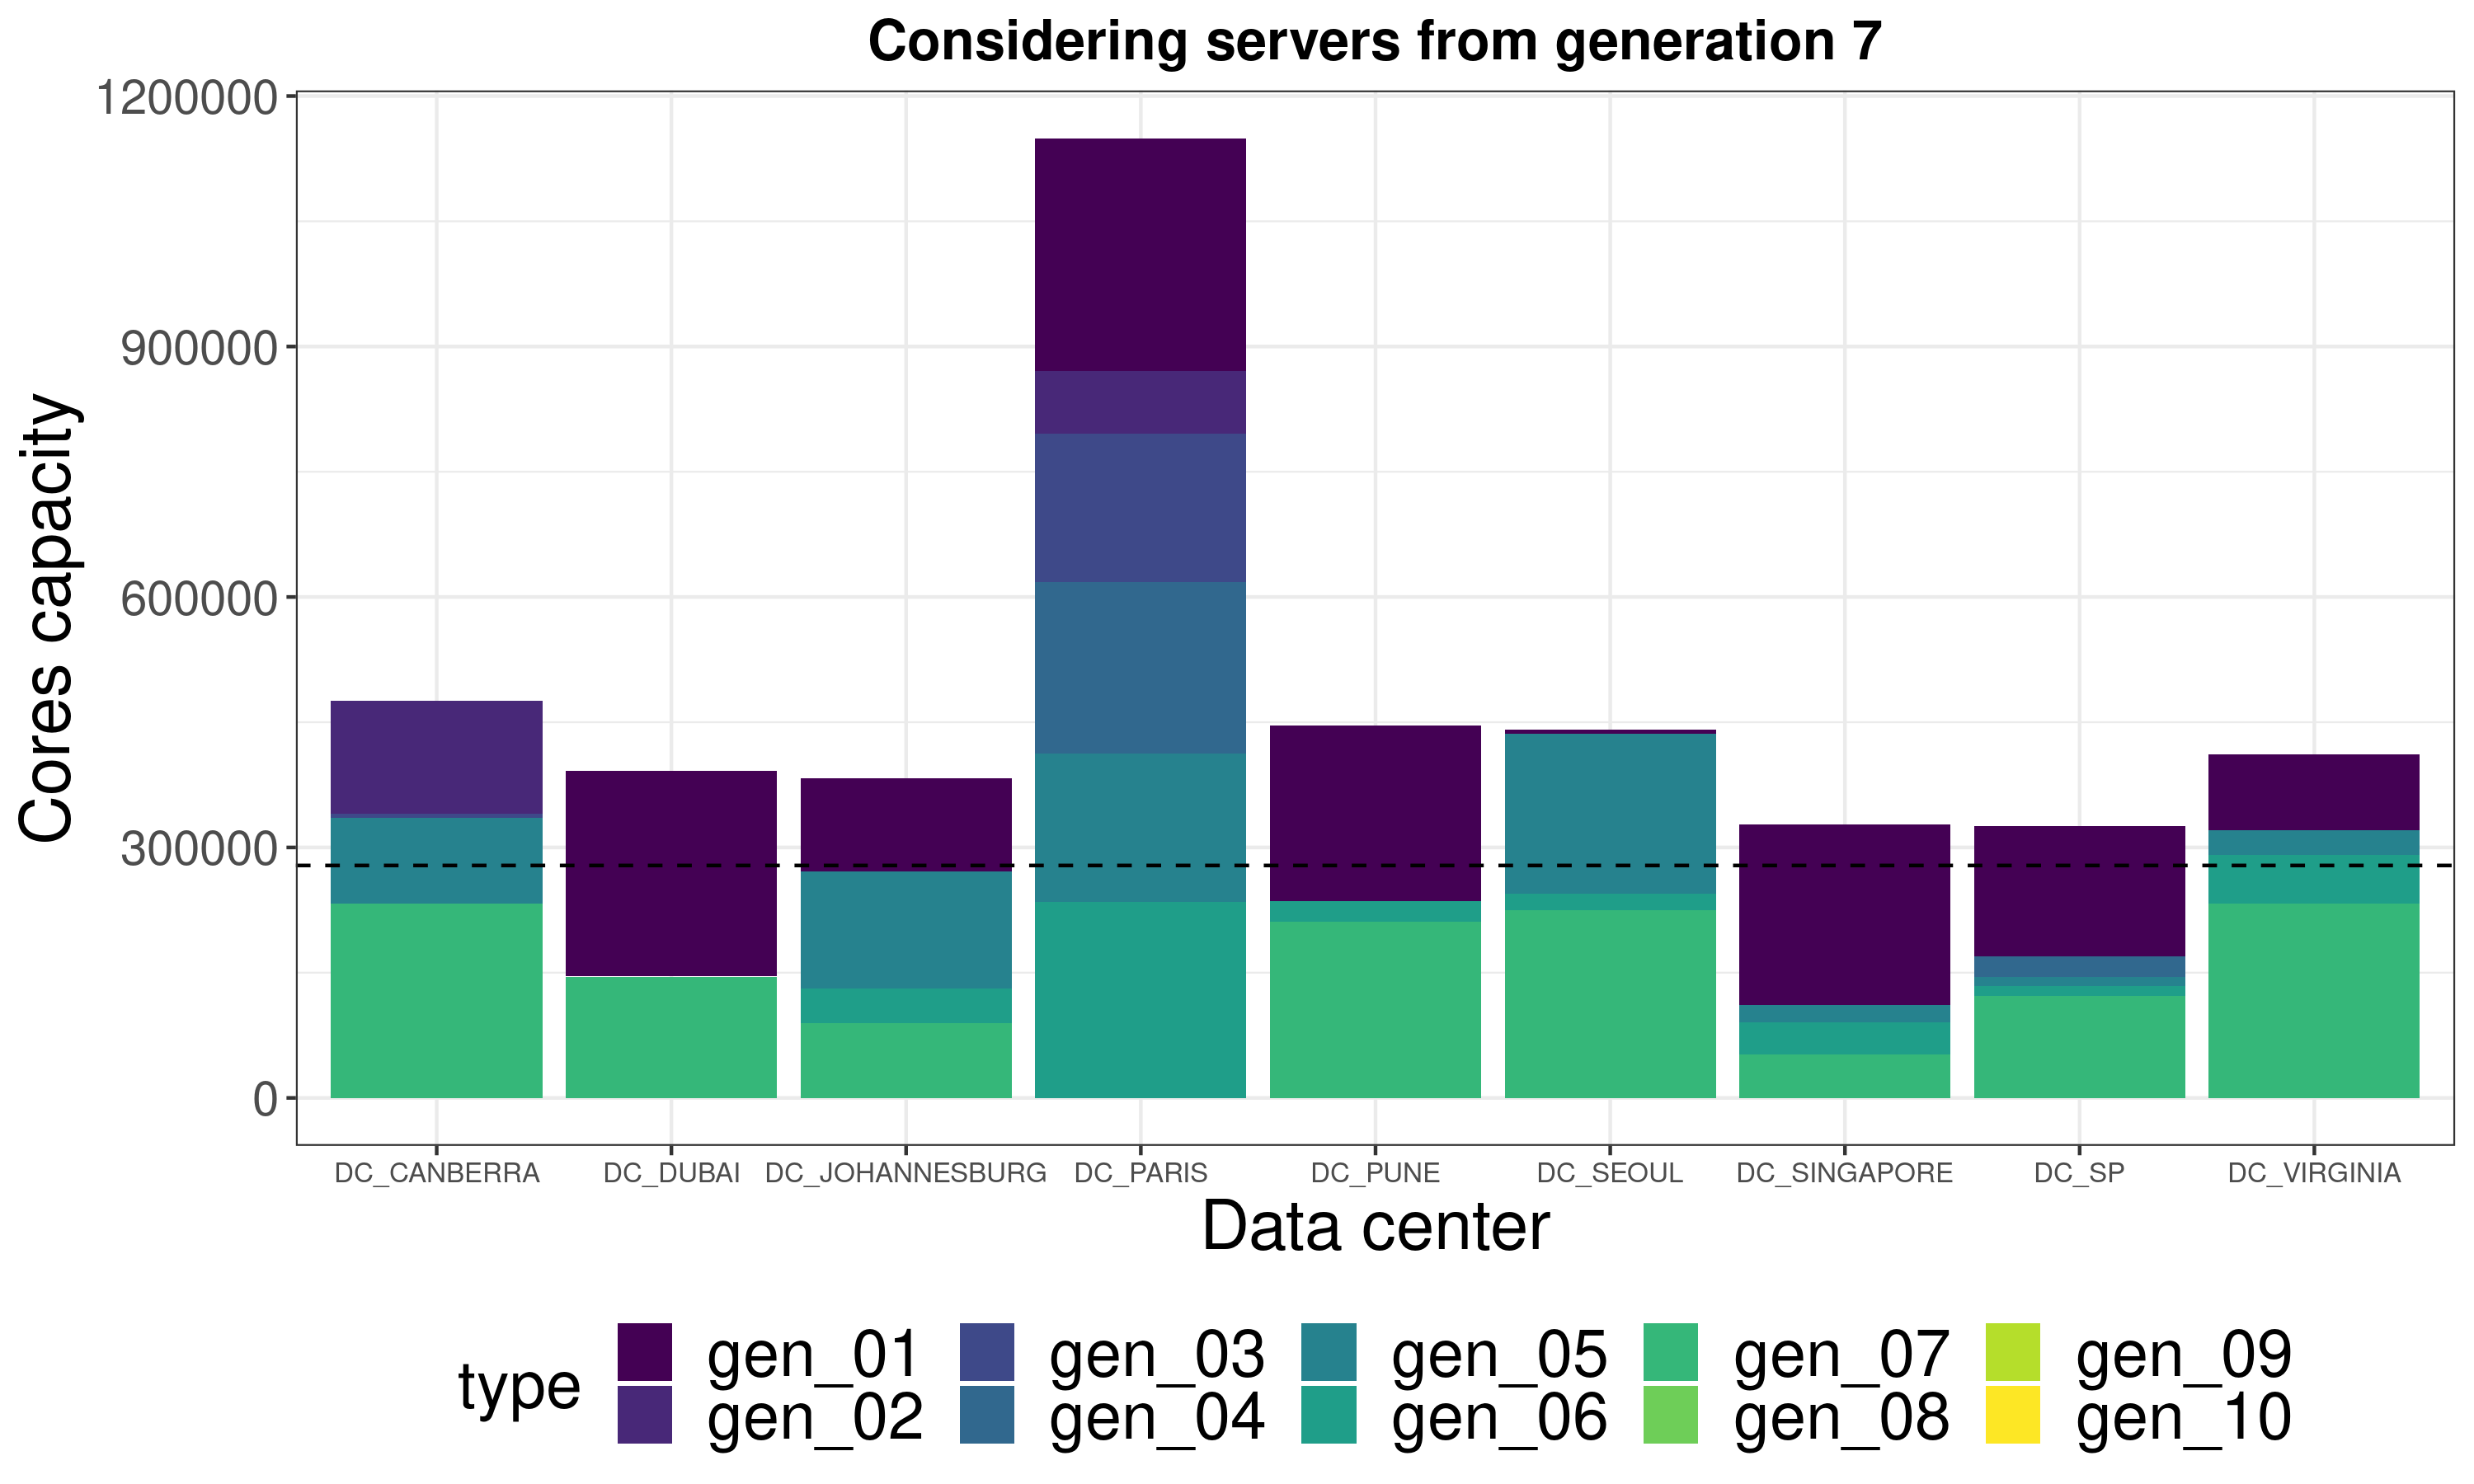 Considering servers from generation 7
1200000
900000
600000
300000
0
Cores capacity
DC_CANBERRA DC_DUBAI DC_JOHANNESBURG DC_PARIS DC_PUNE DC_SEOUL DC_SINGAPORE DC_SP DC_VIRGINIA
Data center
type
gen_01 gen_03 gen_05 gen_07 gen_09
gen_02 gen_04 gen_06 gen_08 gen_10